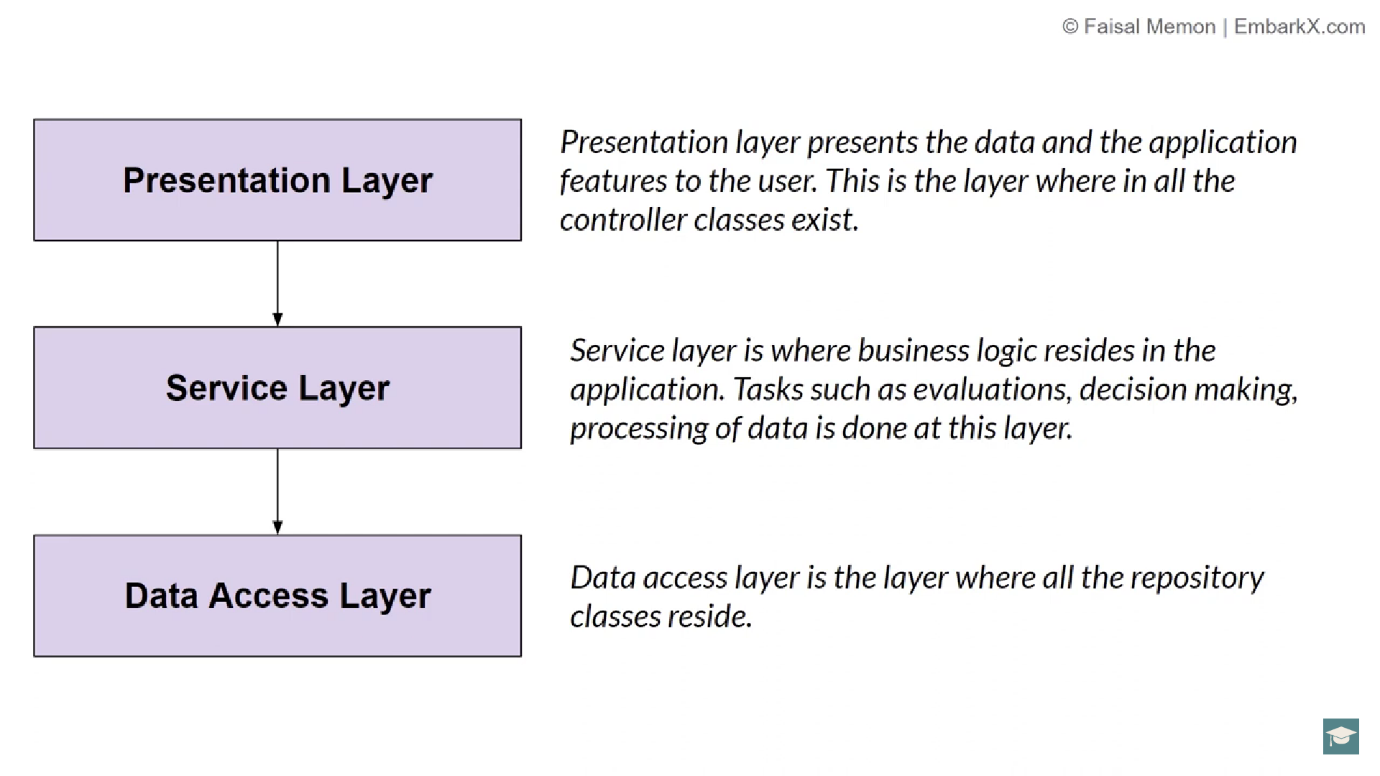 © Faisal Memon | EmbarkX.com
Presentation Layer
Presentation layer presents the data and the application
features to the user. This is the layer where in all the
controller classes exist.
Service Layer
Service layer is where business logic resides in the
application. Tasks such as evaluations, decision making,
processing of data is done at this layer.
Data Access Layer
Data access layer is the layer where all the repository
classes reside.